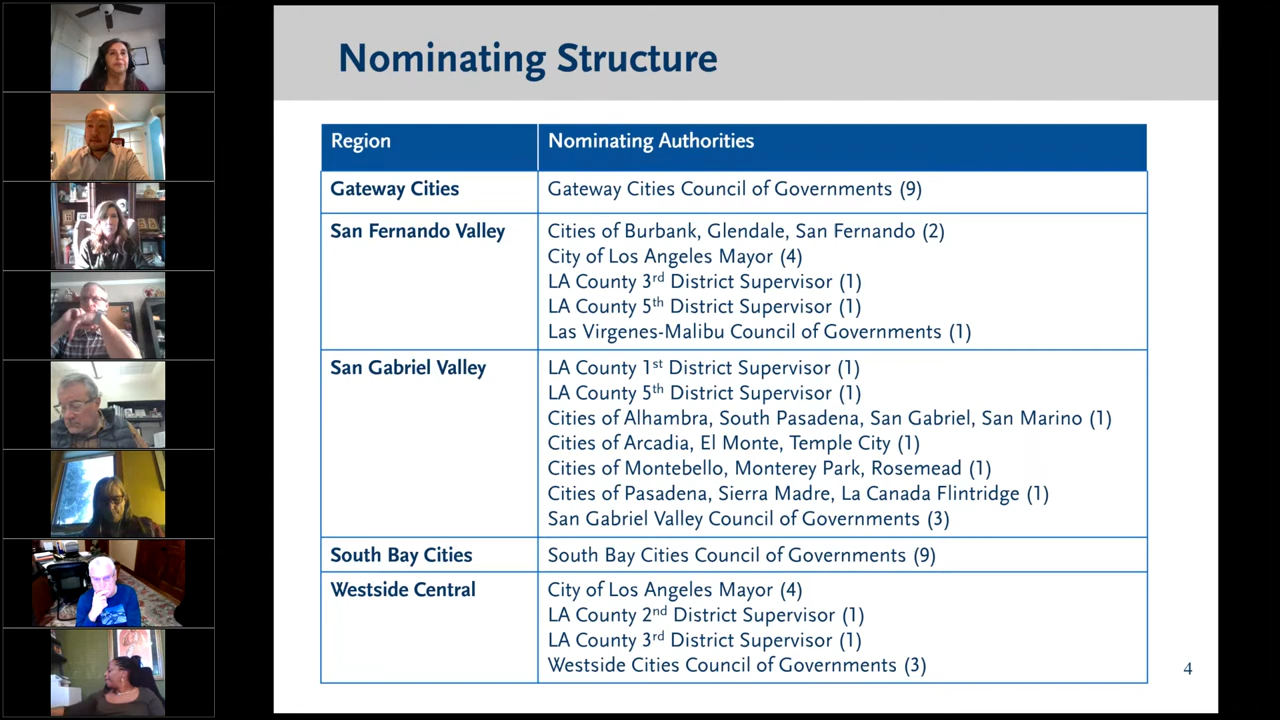 Nominating Structure
Region Nominating Authorities
Gateway Cities Gateway Cities Council of Governments (9)
San Fernando Valley Cities of Burbank, Glendale, San Fernando (2)
City of Los Angeles Mayor (4)
LA County 3rd District Supervisor (1)
LA County 5th District Supervisor (1)
Las Virgenes-Malibu Council of Governments (1)
San Gabriel Valley LA County 1st District Supervisor (1)
LA County 5th District Supervisor (1)
Cities of Alhambra, South Pasadena, San Gabriel, San Marino (1)
Cities of Arcadia, El Monte, Temple City (1)
Cities of Montebello, Monterey Park, Rosemead (1)
Cities of Pasadena, Sierra Madre, La Canada Flintridge (1)
San Gabriel Valley Council of Governments (3)
South Bay Cities South Bay Cities Council of Governments (9)
Westside Central City of Los Angeles Mayor (4)
LA County 2nd District Supervisor (1)
LA County 3rd District Supervisor (1)
Westside Cities Council of Governments (3)
4